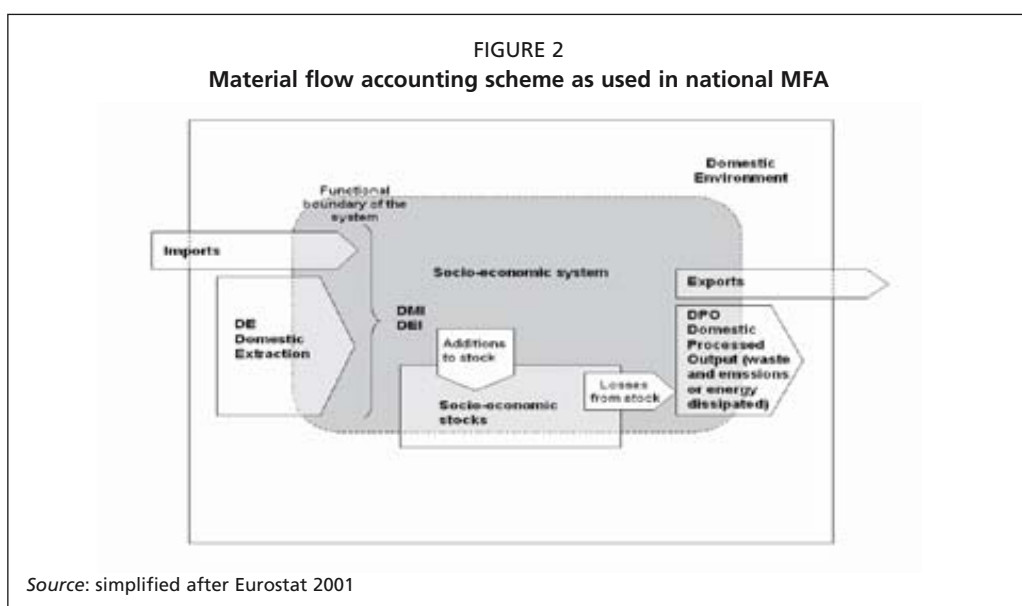 FIGURE 2
Material flow accounting scheme as used in national MFA
Domestic
Environment
Functional
boundary of the
system
Imports
Socio-economic system
Exports
DE
Domestic
Extraction
DMI
DEI
Additions
to stock
DPO
Domestic
Processed
Output (waste
and emissions
or energy
dissipated)
Losses
from stock
Socio-economic
stocks
Source: simplified after Eurostat 2001